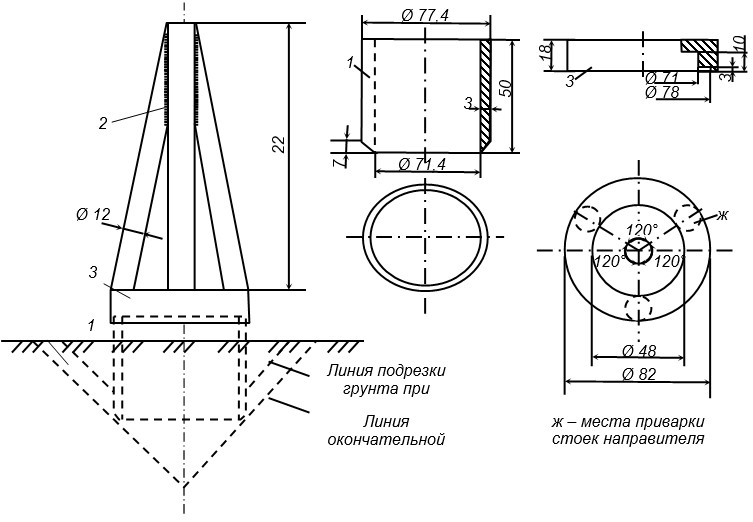 2
22
Ø 12
3
1
Линия подрезки
грунта при
Линия
окончательной
Ø 77,4
1
3
50
7
Ø 71,4
18
3
10
3
Ø 71
Ø 78
ж
120°
120°
120°
Ø 48
Ø 82
ж – места приварки
стоек направителя